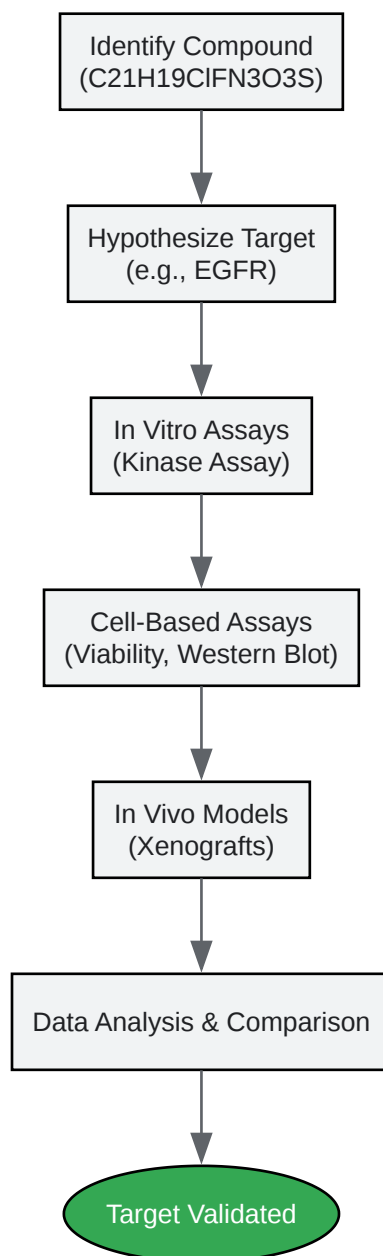 Identify Compound
(C21H19ClFN3O3S)
Hypothesize Target
(e.g., EGFR)
In Vitro Assays
(Kinase Assay)
Cell-Based Assays
(Viability, Western Blot)
In Vivo Models
(Xenografts)
Data Analysis & Comparison
Target Validated